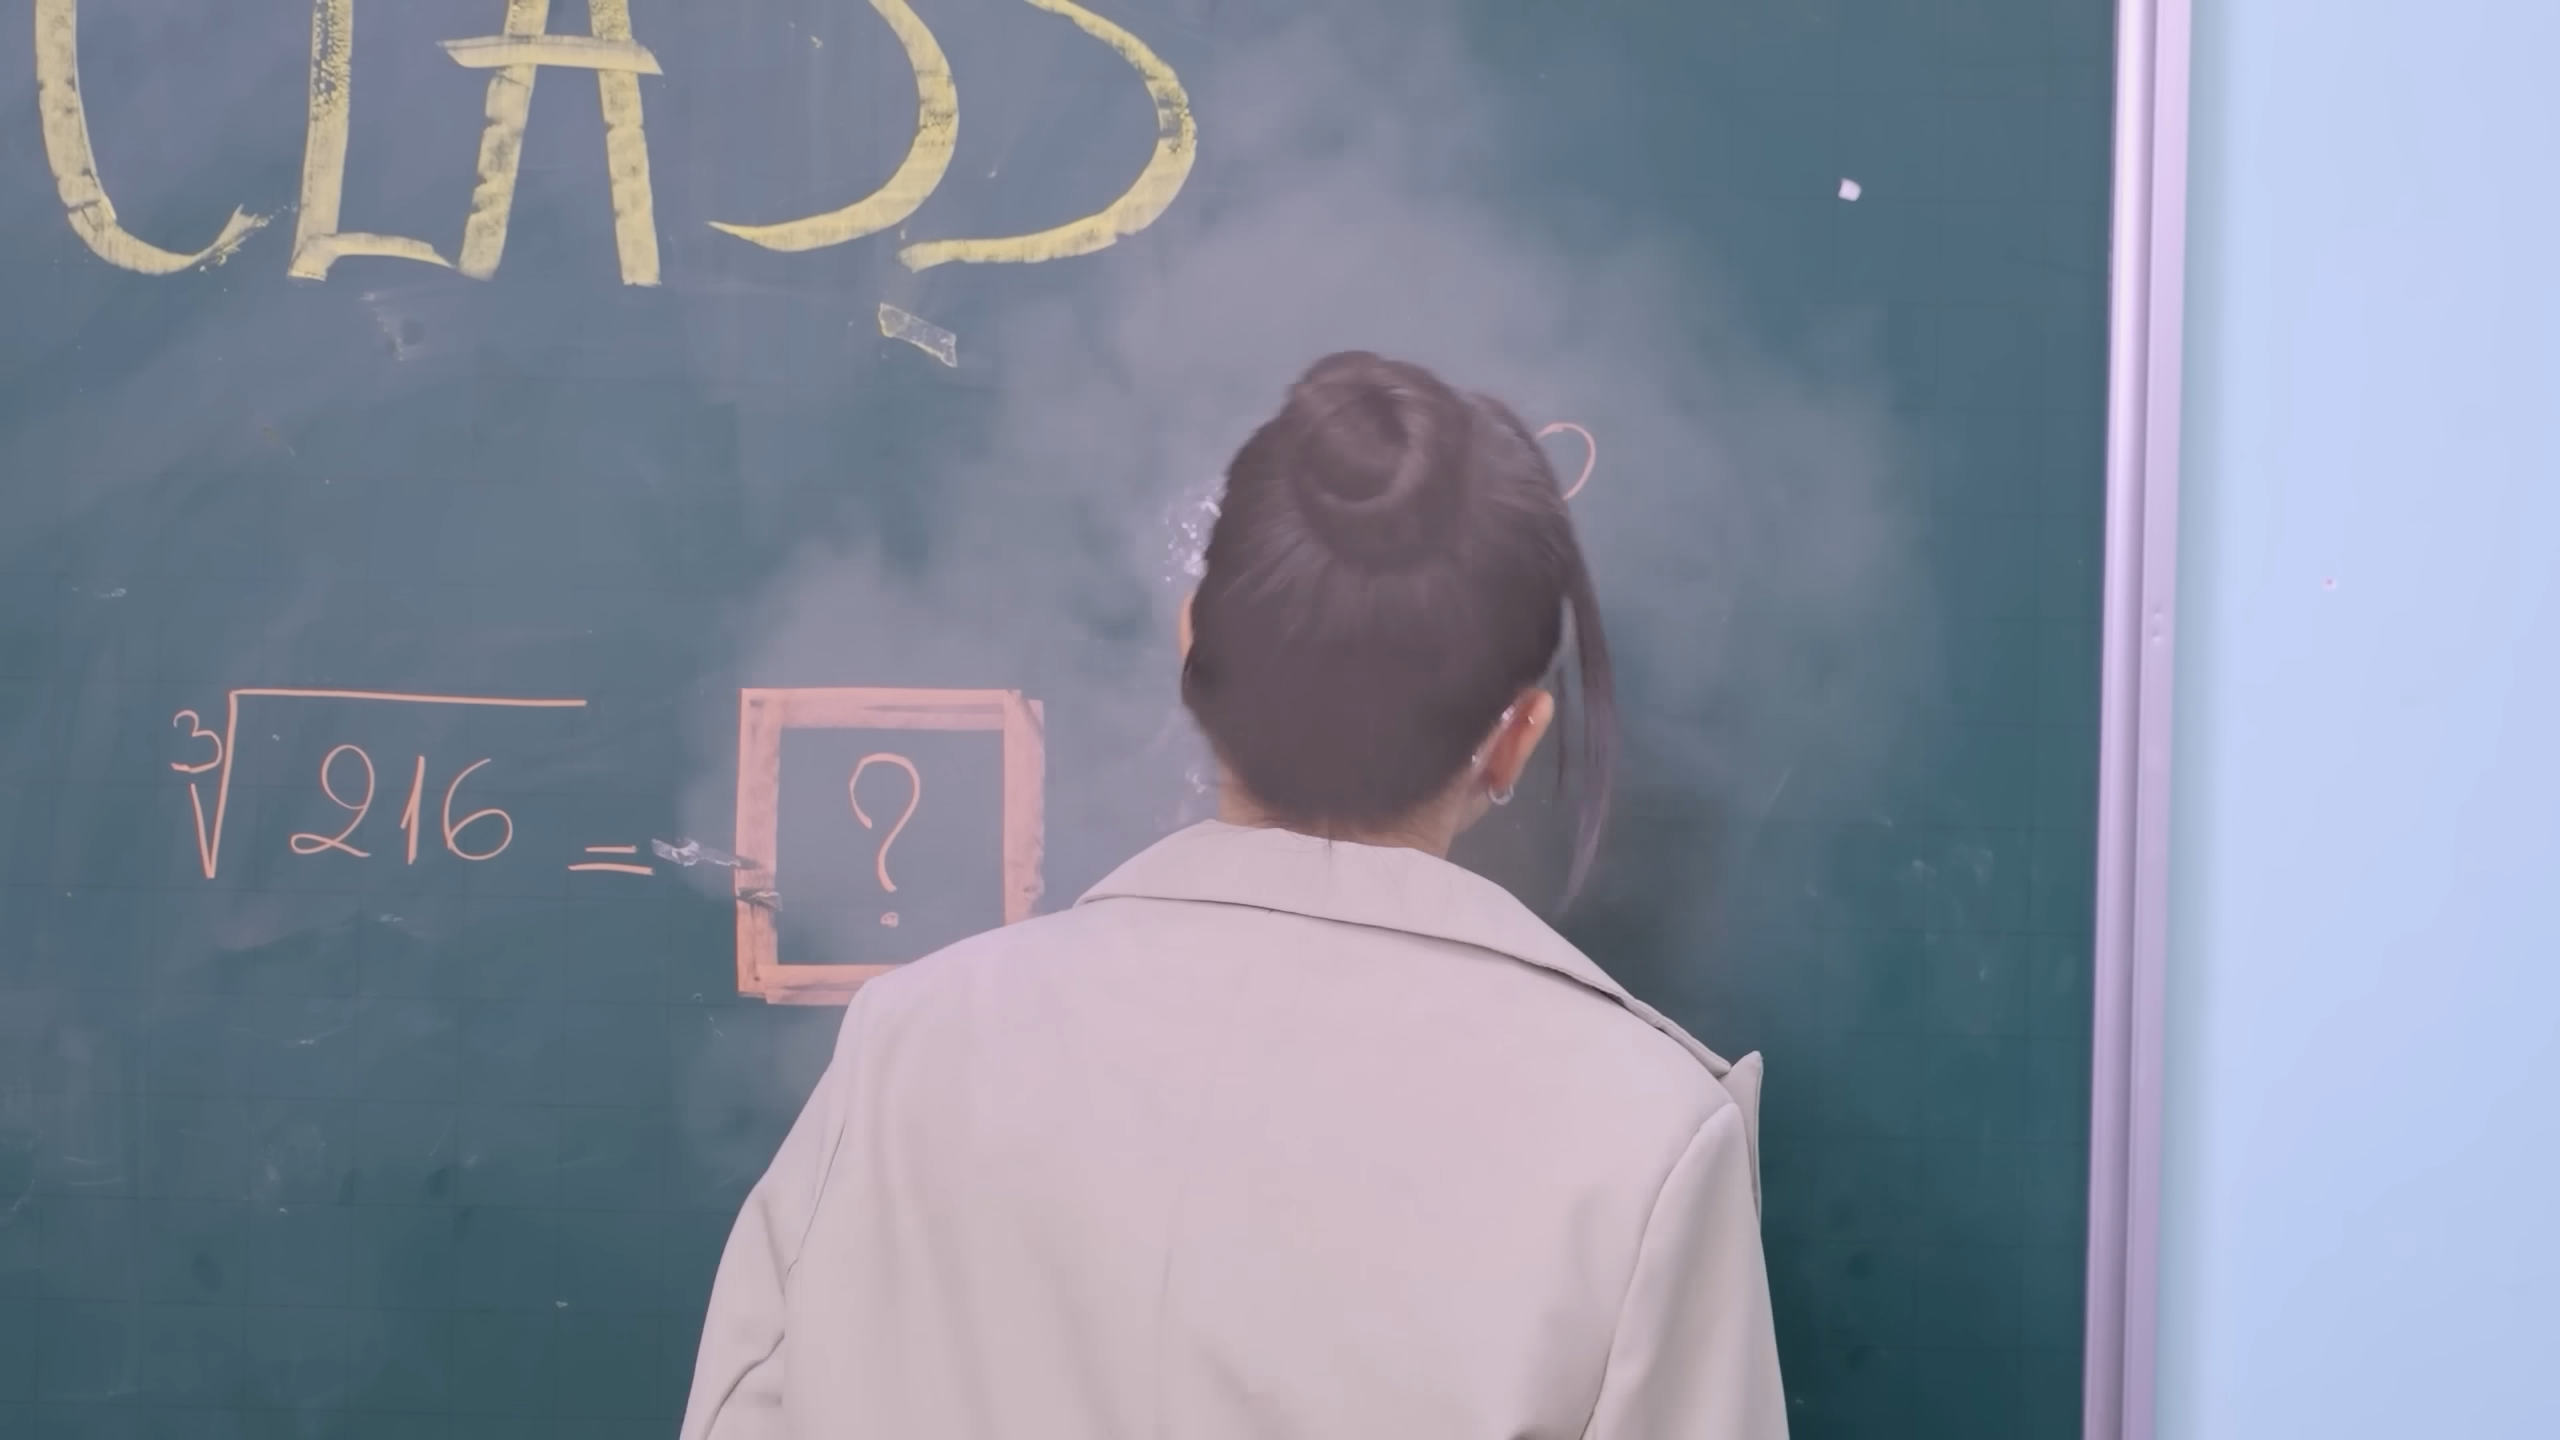 CLASS
∛216 = ?